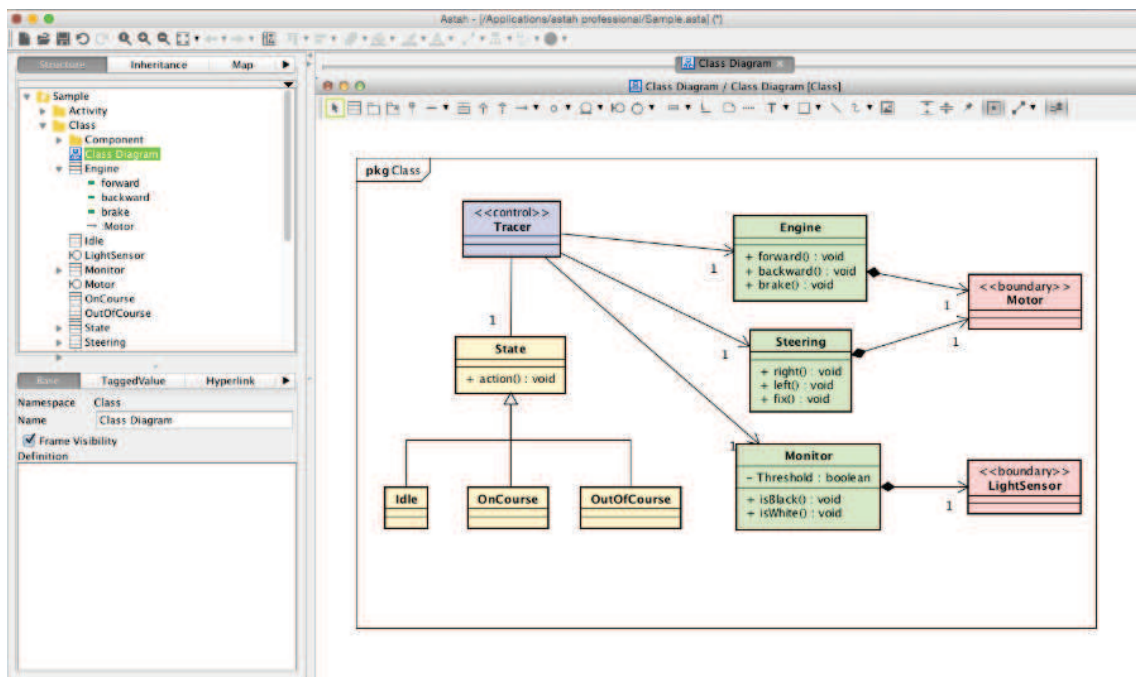 Astah - [/Applications/astah professional/Sample.asta] (*)
Structure Inheritance Map
Class Diagram
Class Diagram / Class Diagram [Class]
Sample
Activity
Class
Component
Class Diagram
Engine
forward
backward
brake
:Motor
Idle
LightSensor
Monitor
Motor
OnCourse
OutOfCourse
State
Steering
Base TaggedValue Hyperlink
Namespace Class
Name Class Diagram
Frame Visibility
Definition
T
pkg Class
<<control>>
Tracer
Engine
+ forward() : void
+ backward() : void
+ brake() : void
1
<<boundary>>
Motor
1
1
Steering
+ right() : void
+ left() : void
+ fix() : void
1
1
State
+ action() : void
1
Monitor
- Threshold : boolean
+ isBlack() : void
+ isWhite() : void
<<boundary>>
LightSensor
1
Idle
OnCourse
OutOfCourse